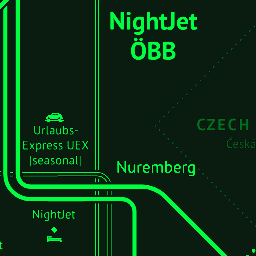 NightJet
ÖBB
Urlaubs-
Express UEX
(seasonal)
CZECH
Česká
Nuremberg
NightJet
t